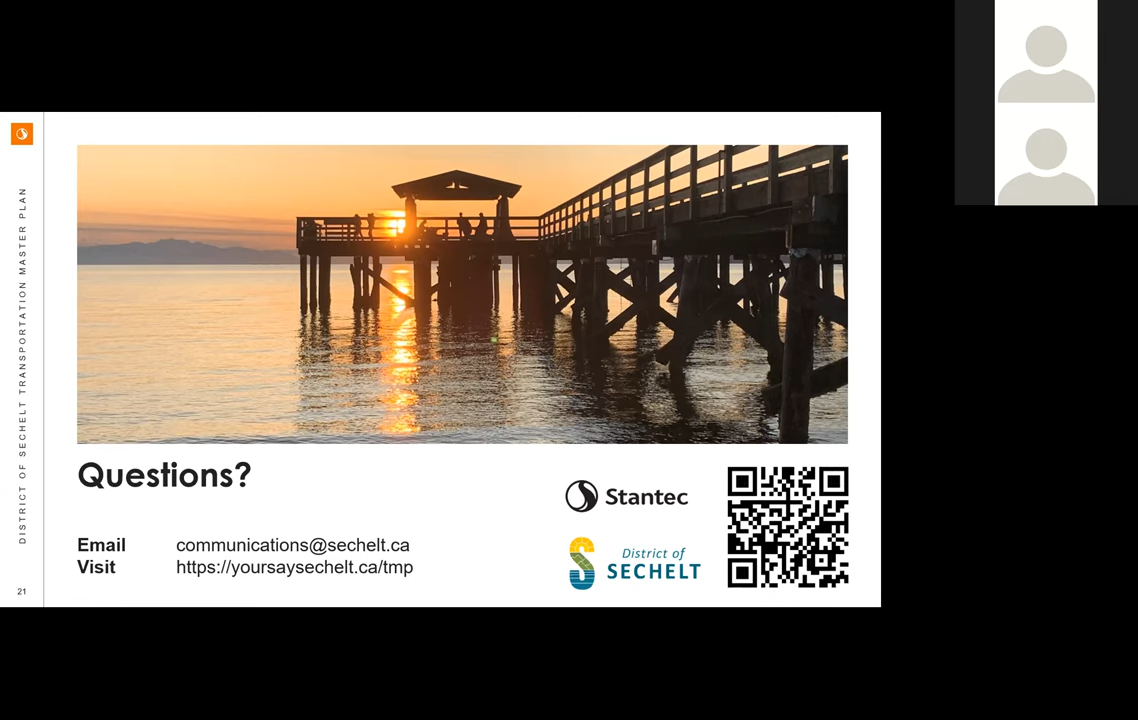 DISTRICT OF SECHELT TRANSPORTATION MASTER PLAN
Questions?
Email communications@sechelt.ca
Visit https://yoursaysechelt.ca/tmp
Stantec
District of
SECHELT
21